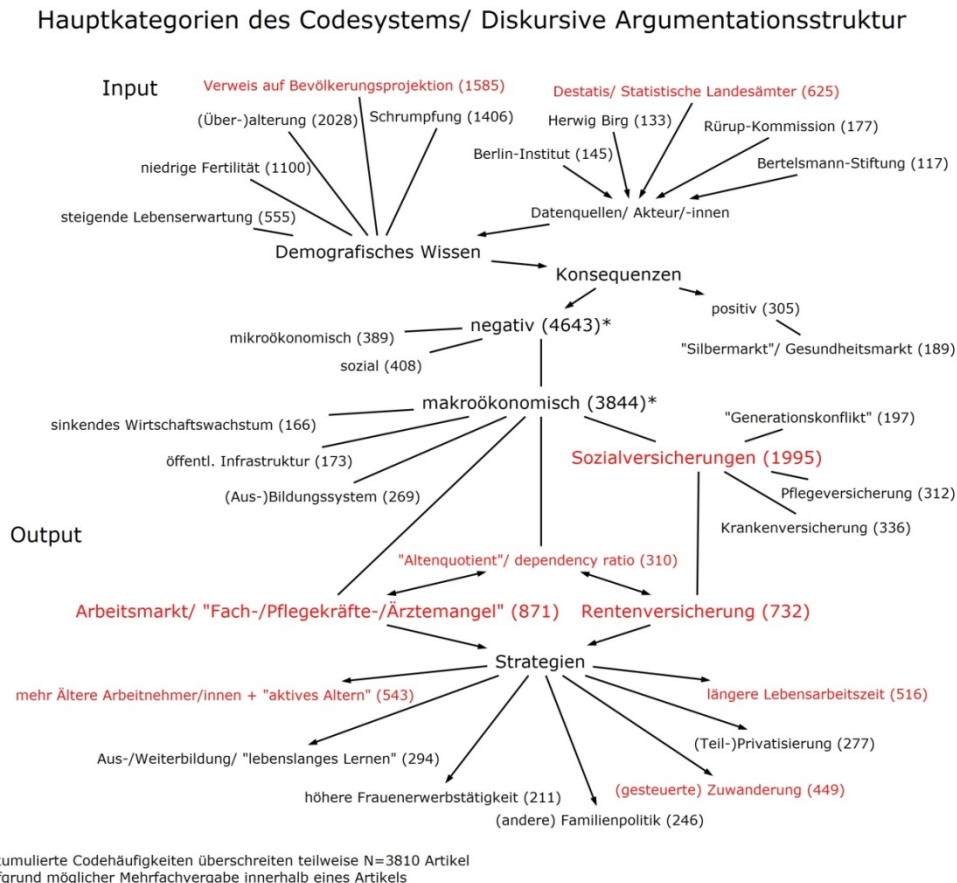 Hauptkategorien des Codesystems/ Diskursive Argumentationsstruktur
Input
Verweis auf Bevölkerungsprojektion (1585)
Destatis/ Statistische Landesämter (625)
(Über-)alterung (2028)
Schrumpfung (1406)
Herwig Birg (133)
Rürup-Kommission (177)
niedrige Fertilität (1100)
Berlin-Institut (145)
Bertelsmann-Stiftung (117)
steigende Lebenserwartung (555)
Datenquellen/ Akteur/-innen
Demografisches Wissen
Konsequenzen
positiv (305)
negativ (4643)*
mikroökonomisch (389)
"Silbermarkt"/ Gesundheitsmarkt (189)
sozial (408)
makroökonomisch (3844)*
"Generationskonflikt" (197)
sinkendes Wirtschaftswachstum (166)
öffentl. Infrastruktur (173)
Sozialversicherungen (1995)
(Aus-)Bildungssystem (269)
Pflegeversicherung (312)
Krankenversicherung (336)
Output
"Altenquotient"/ dependency ratio (310)
Arbeitsmarkt/ "Fach-/Pflegekräfte-/Ärztemangel" (871)
Rentenversicherung (732)
Strategien
mehr Ältere Arbeitnehmer/innen + "aktives Altern" (543)
längere Lebensarbeitszeit (516)
Aus-/Weiterbildung/ "lebenslanges Lernen" (294)
(Teil-)Privatisierung (277)
höhere Frauenerwerbstätigkeit (211)
(gesteuerte) Zuwanderung (449)
(andere) Familienpolitik (246)
Codehäufigkeiten überschreiten teilweise N=3810 Artikel
möglicher Mehrfachvergabe innerhalb eines Artikels